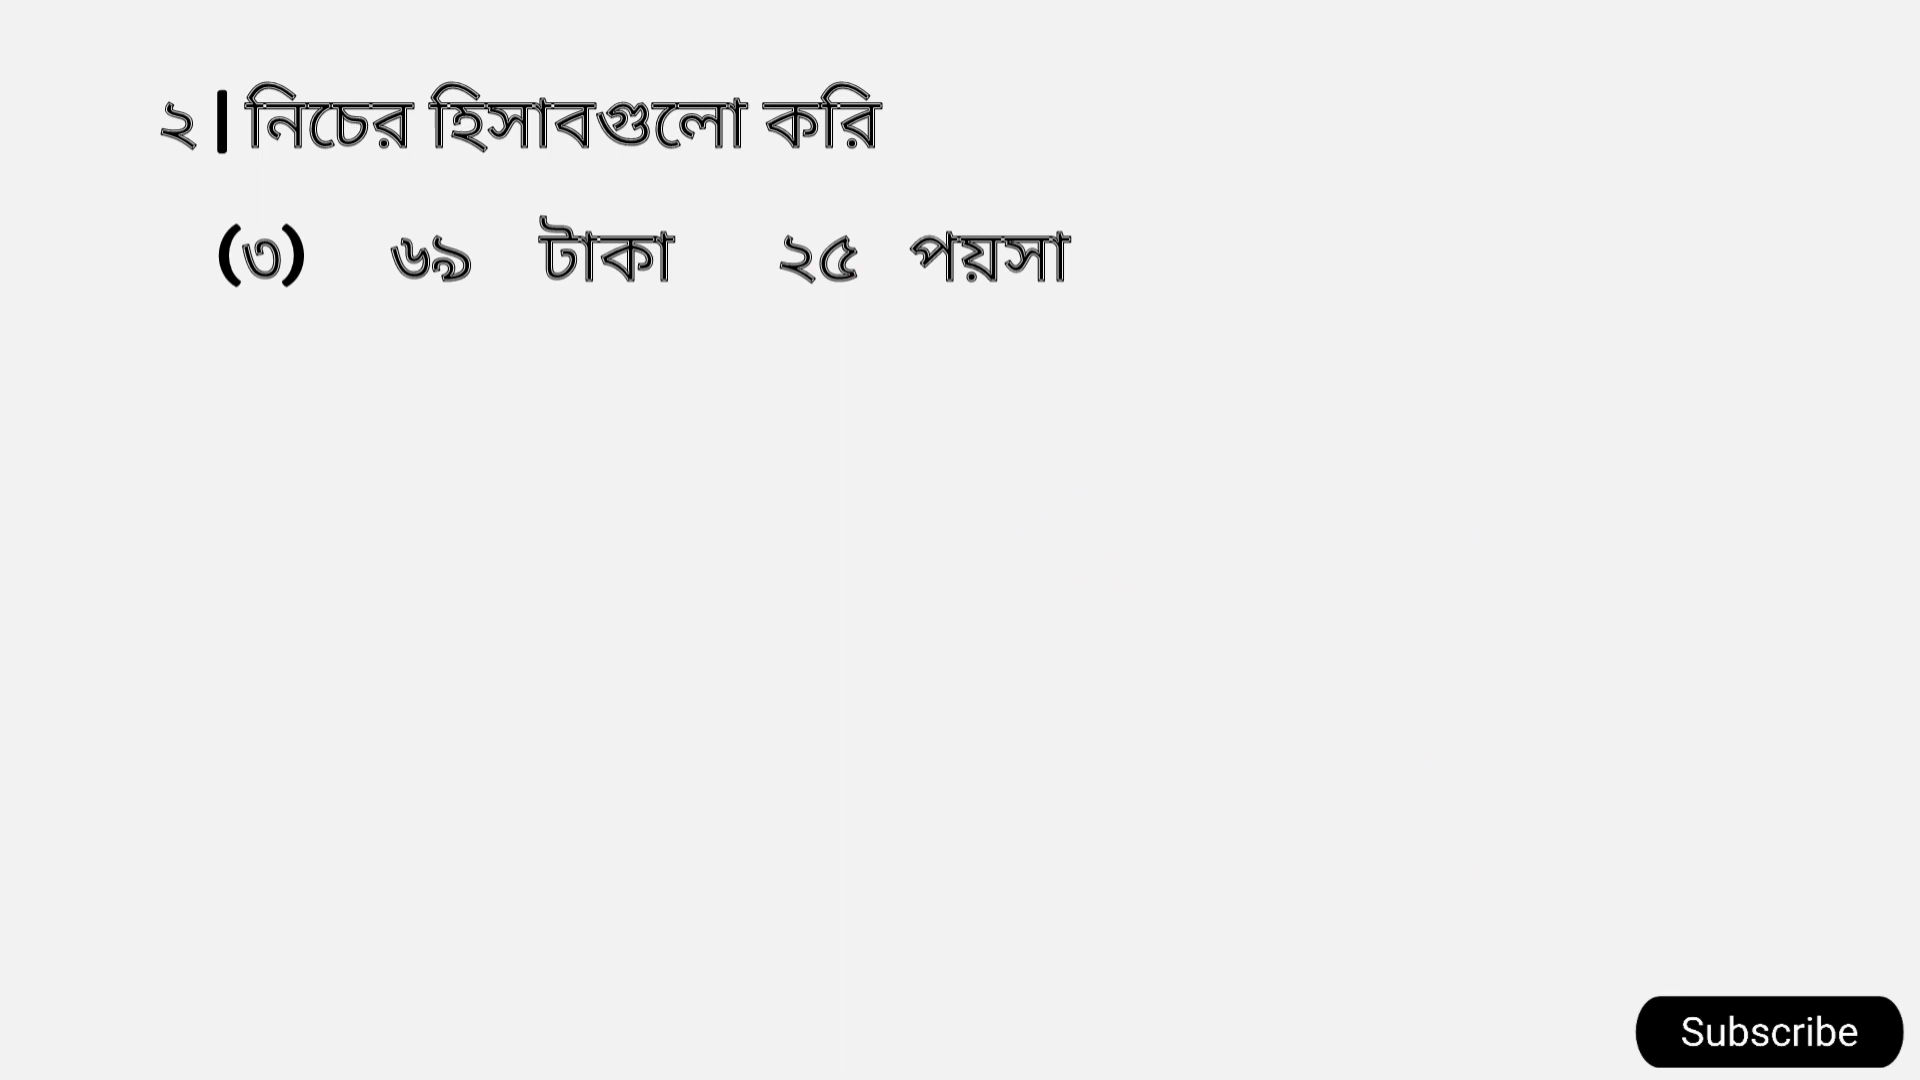 ২। নিচের হিসাবগুলো করি
(৩) ৬৯ টাকা ২৫ পয়সা
Subscribe